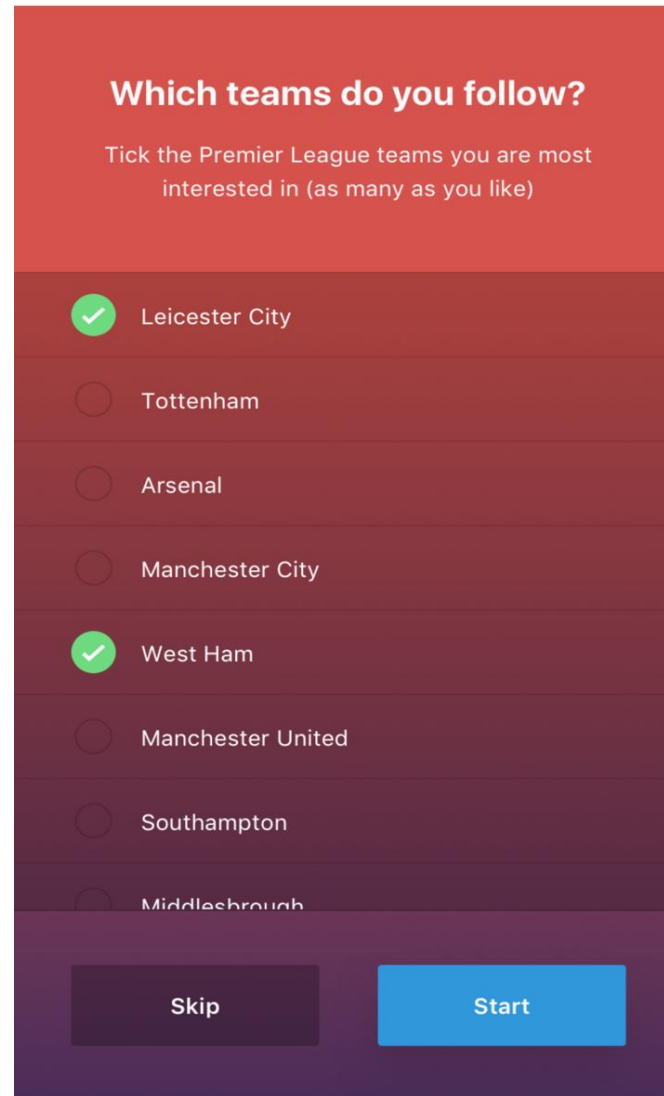 Which teams do you follow?
Tick the Premier League teams you are most
interested in (as many as you like)
Leicester City
Tottenham
Arsenal
Manchester City
West Ham
Manchester United
Southampton
Middlesbrough
Skip
Start